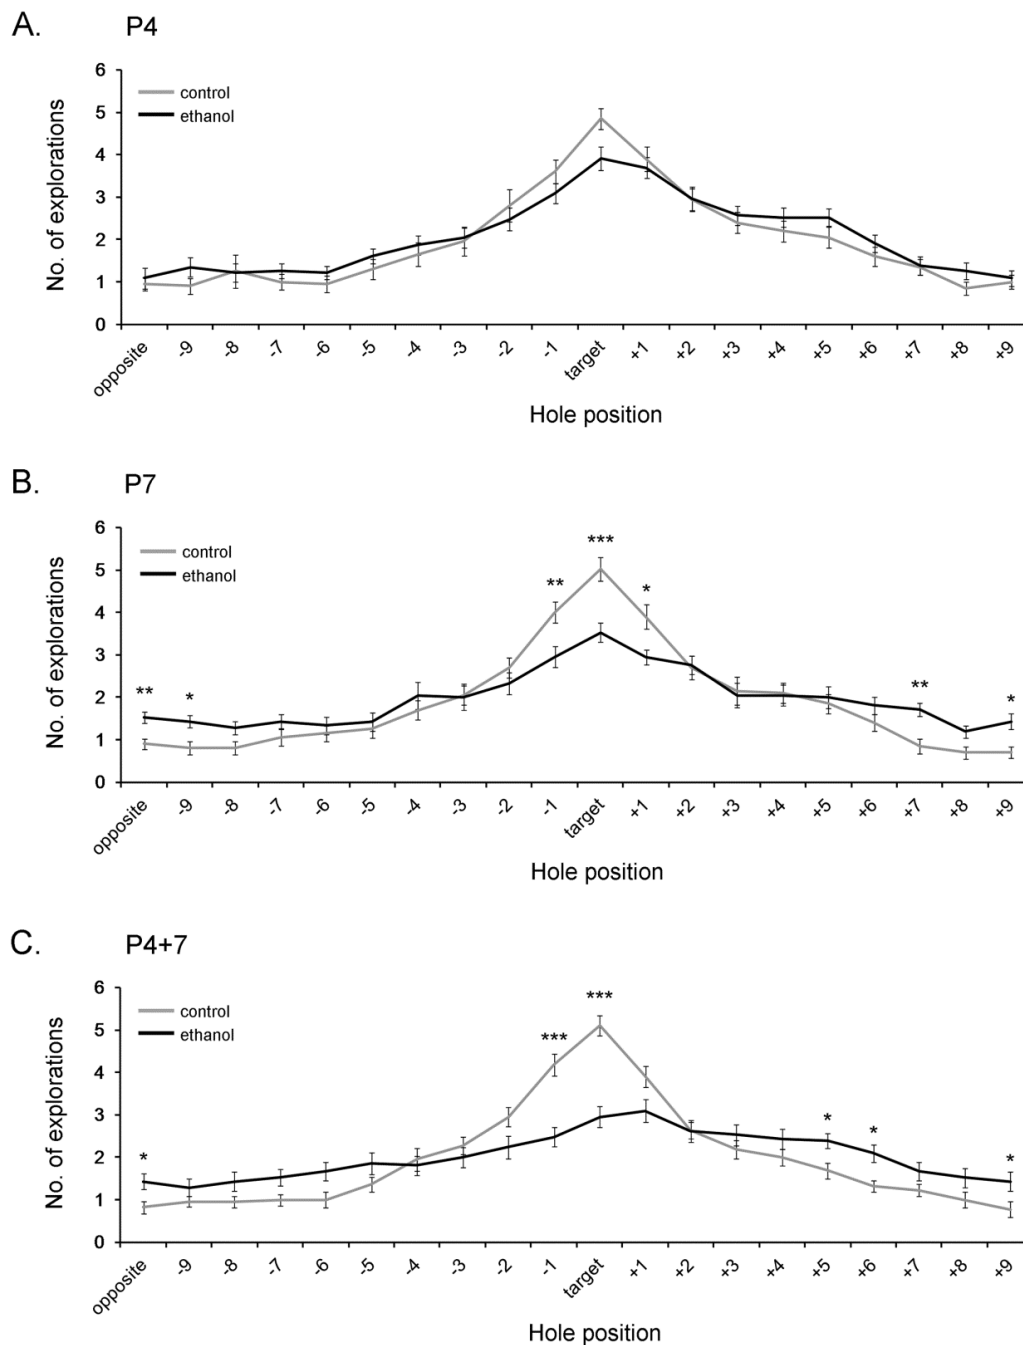 A. P4
6
5
4
3
2
1
0
No. of explorations
control
ethanol
opposite -9 -8 -7 -6 -5 -4 -3 -2 -1 target +1 +2 +3 +4 +5 +6 +7 +8 +9
Hole position
B. P7
6
5
4
3
2
1
0
No. of explorations
control
ethanol
** * ** *** * ** *
opposite -9 -8 -7 -6 -5 -4 -3 -2 -1 target +1 +2 +3 +4 +5 +6 +7 +8 +9
Hole position
C. P4+7
6
5
4
3
2
1
0
No. of explorations
control
ethanol
* *** *** * * *
opposite -9 -8 -7 -6 -5 -4 -3 -2 -1 target +1 +2 +3 +4 +5 +6 +7 +8 +9
Hole position